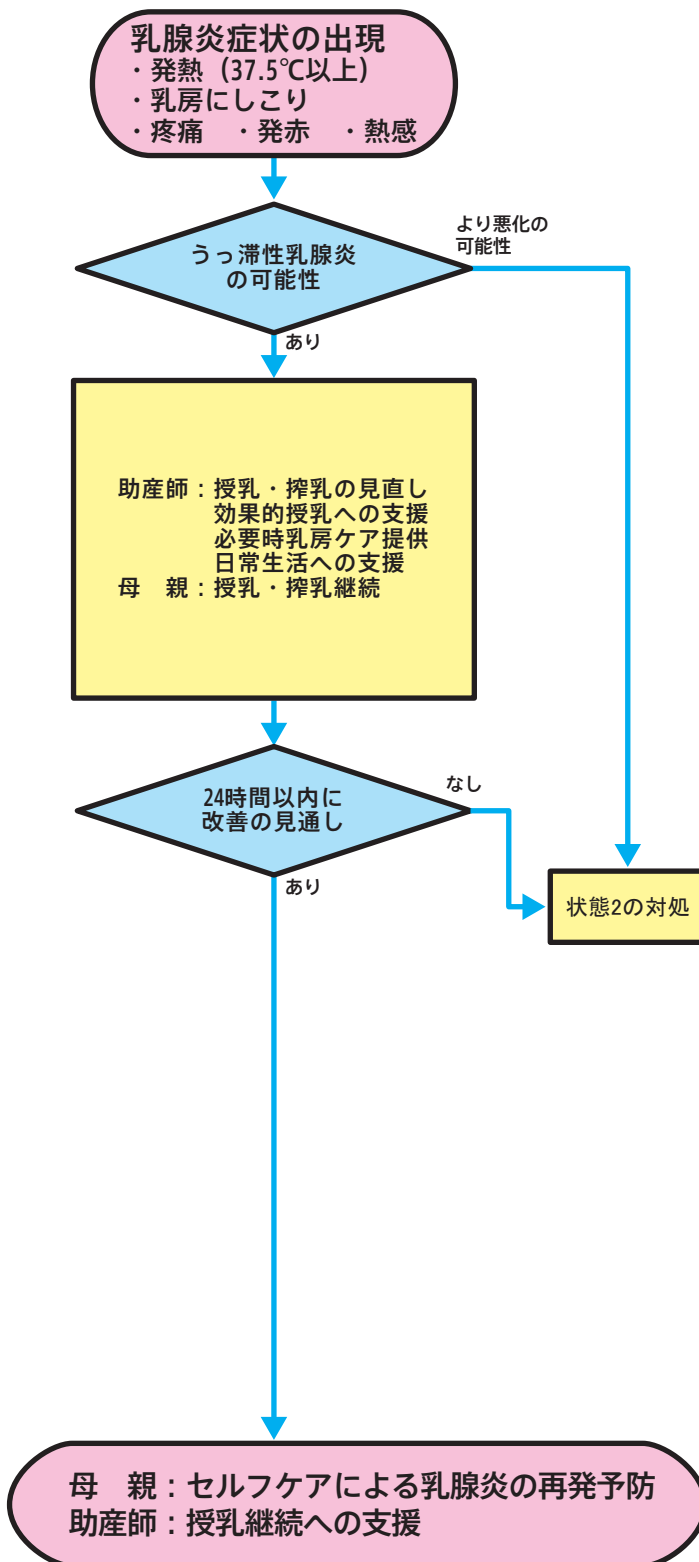 乳腺炎症状の出現
・発熱（37.5℃以上）
・乳房にしこり
・疼痛　・発赤　・熱感
うっ滞性乳腺炎
の可能性
より悪化の
可能性
あり
助産師：授乳・搾乳の見直し
効果的授乳への支援
必要時乳房ケア提供
日常生活への支援
母　親：授乳・搾乳継続
24時間以内に
改善の見通し
なし
あり
状態2の対処
母　親：セルフケアによる乳腺炎の再発予防
助産師：授乳継続への支援